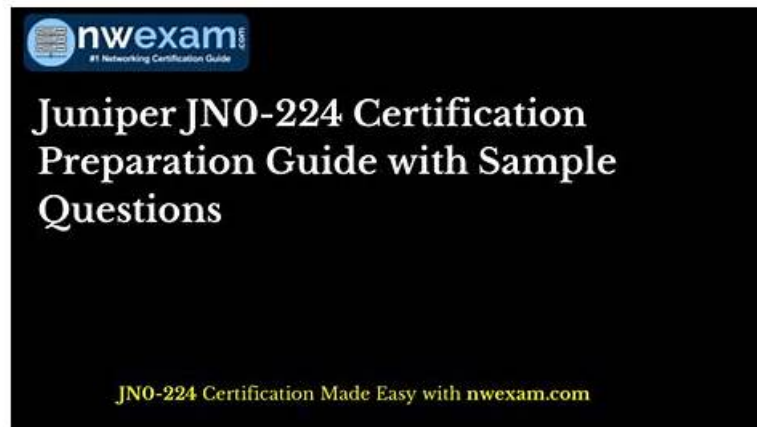 nwexam.com
#1 Networking Certification Guide
Juniper JN0-224 Certification
Preparation Guide with Sample
Questions
JN0-224 Certification Made Easy with nwexam.com